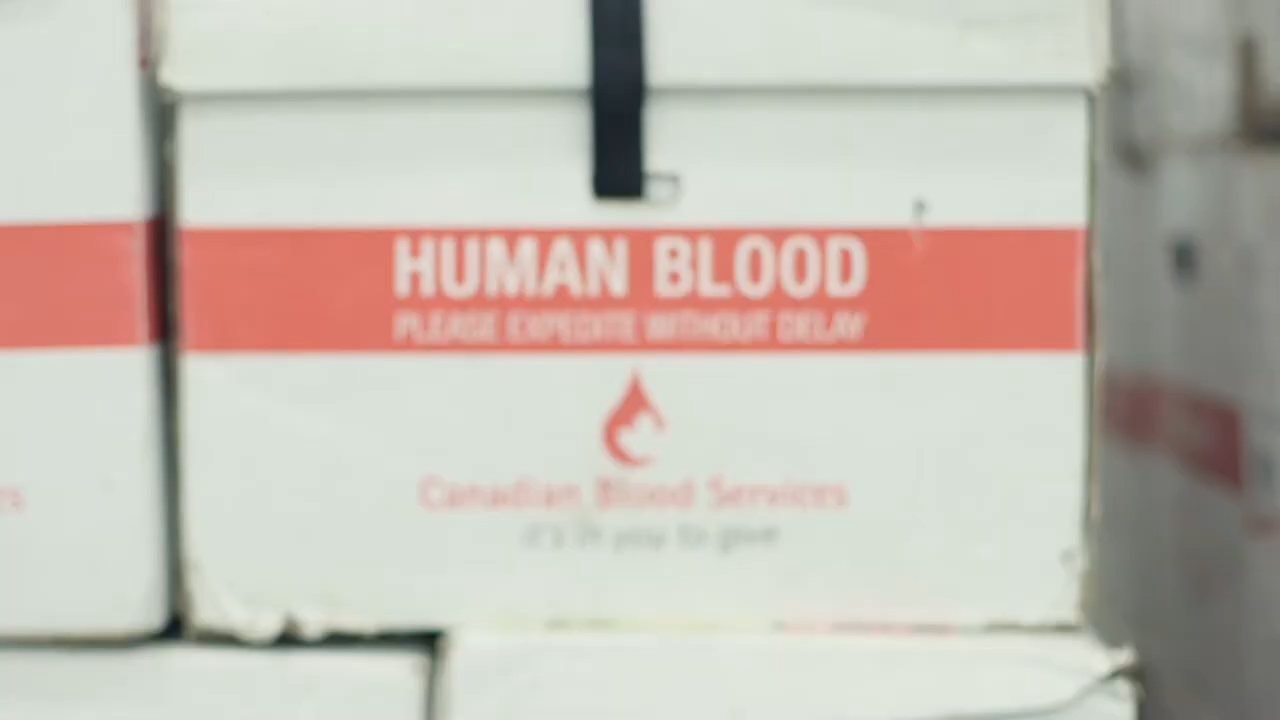 HUMAN BLOOD
PLEASE EXPEDITE WITHOUT DELAY
Canadian Blood Services
it's in you to give